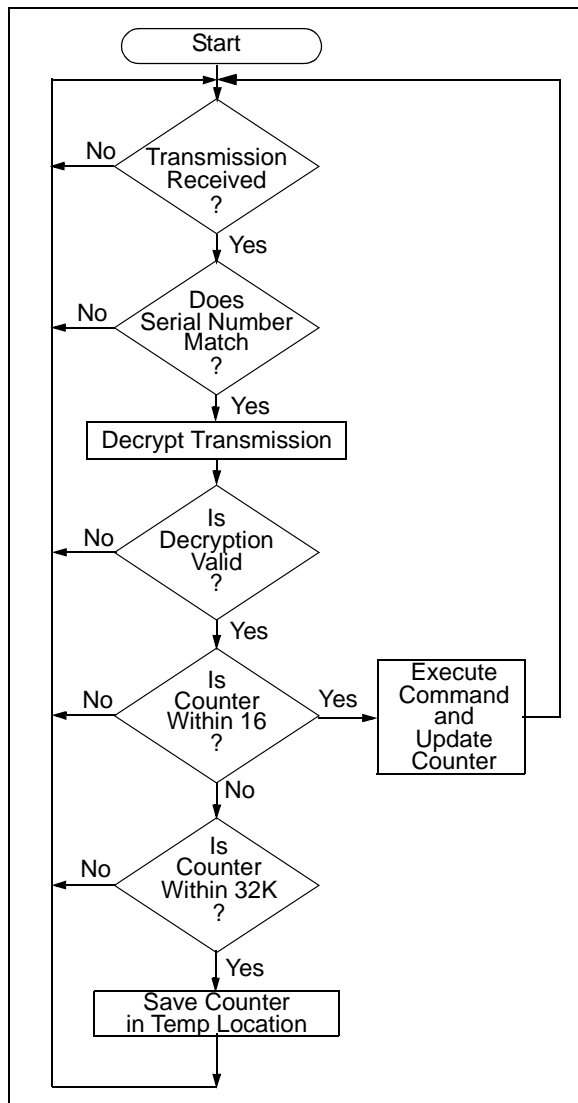 Start
No
Transmission
Received
?
Yes
No
Does
Serial Number
Match
?
Yes
Decrypt Transmission
No
Is
Decryption
Valid
?
Yes
No
Is
Counter
Within 16
?
Yes
Execute
Command
and
Update
Counter
No
No
Is
Counter
Within 32K
?
Yes
Save Counter
in Temp Location